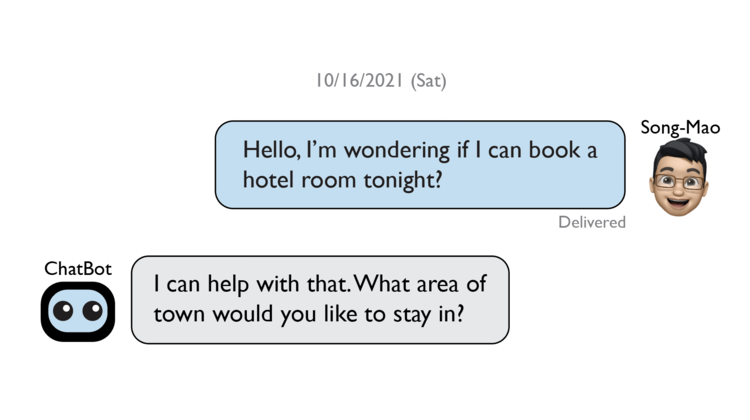 10/16/2021 (Sat)
Song-Mao
Hello, I'm wondering if I can book a
hotel room tonight?
Delivered
ChatBot
I can help with that. What area of
town would you like to stay in?